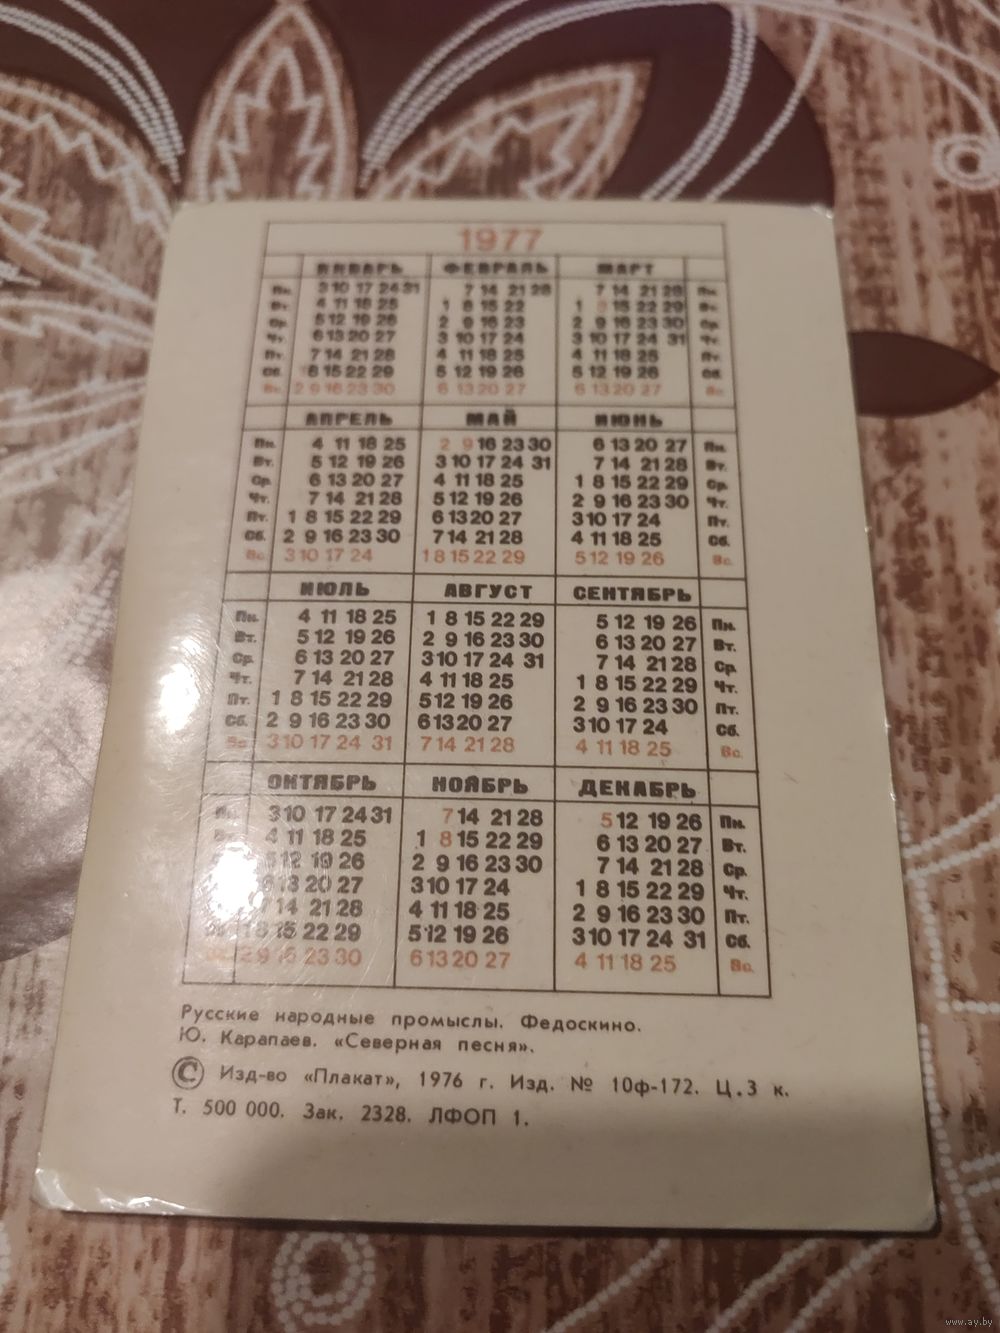 1977
ЯНВАРЬ ФЕВРАЛЬ МАРТ
Пн. 3 10 17 24 31 7 14 21 28 7 14 21 28 Пн.
Вт. 4 11 18 25 1 8 15 22 1 8 15 22 29 Вт.
Ср. 5 12 19 26 2 9 16 23 2 9 16 23 30 Ср.
Чт. 6 13 20 27 3 10 17 24 3 10 17 24 31 Чт.
Пт. 7 14 21 28 4 11 18 25 4 11 18 25 Пт.
Сб. 1 8 15 22 29 5 12 19 26 5 12 19 26 Сб.
Вс. 2 9 16 23 30 6 13 20 27 6 13 20 27 Вс.
АПРЕЛЬ МАЙ ИЮНЬ
Пн. 4 11 18 25 2 9 16 23 30 6 13 20 27 Пн.
Вт. 5 12 19 26 3 10 17 24 31 7 14 21 28 Вт.
Ср. 6 13 20 27 4 11 18 25 1 8 15 22 29 Ср.
Чт. 7 14 21 28 5 12 19 26 2 9 16 23 30 Чт.
Пт. 1 8 15 22 29 6 13 20 27 3 10 17 24 Пт.
Сб. 2 9 16 23 30 7 14 21 28 4 11 18 25 Сб.
Вс. 3 10 17 24 1 8 15 22 29 5 12 19 26 Вс.
ИЮЛЬ АВГУСТ СЕНТЯБРЬ
Пн. 4 11 18 25 1 8 15 22 29 5 12 19 26 Пн.
Вт. 5 12 19 26 2 9 16 23 30 6 13 20 27 Вт.
Ср. 6 13 20 27 3 10 17 24 31 7 14 21 28 Ср.
Чт. 7 14 21 28 4 11 18 25 1 8 15 22 29 Чт.
Пт. 1 8 15 22 29 5 12 19 26 2 9 16 23 30 Пт.
Сб. 2 9 16 23 30 6 13 20 27 3 10 17 24 Сб.
Вс. 3 10 17 24 31 7 14 21 28 4 11 18 25 Вс.
ОКТЯБРЬ НОЯБРЬ ДЕКАБРЬ
Пн. 3 10 17 24 31 7 14 21 28 5 12 19 26 Пн.
4 11 18 25 1 8 15 22 29 6 13 20 27 Вт.
5 12 19 26 2 9 16 23 30 7 14 21 28 Ср.
6 13 20 27 3 10 17 24 1 8 15 22 29 Чт.
7 14 21 28 4 11 18 25 2 9 16 23 30 Пт.
1 8 15 22 29 5 12 19 26 3 10 17 24 31 Сб.
2 9 16 23 30 6 13 20 27 4 11 18 25 Вс.
Русские народные промыслы. Федоскино.
Ю. Карапаев. «Северная песня».
© Изд-во «Плакат», 1976 г. Изд. № 10ф-172. Ц.3 к.
Т. 500 000. Зак. 2328. ЛФОП 1.
www.ay.by